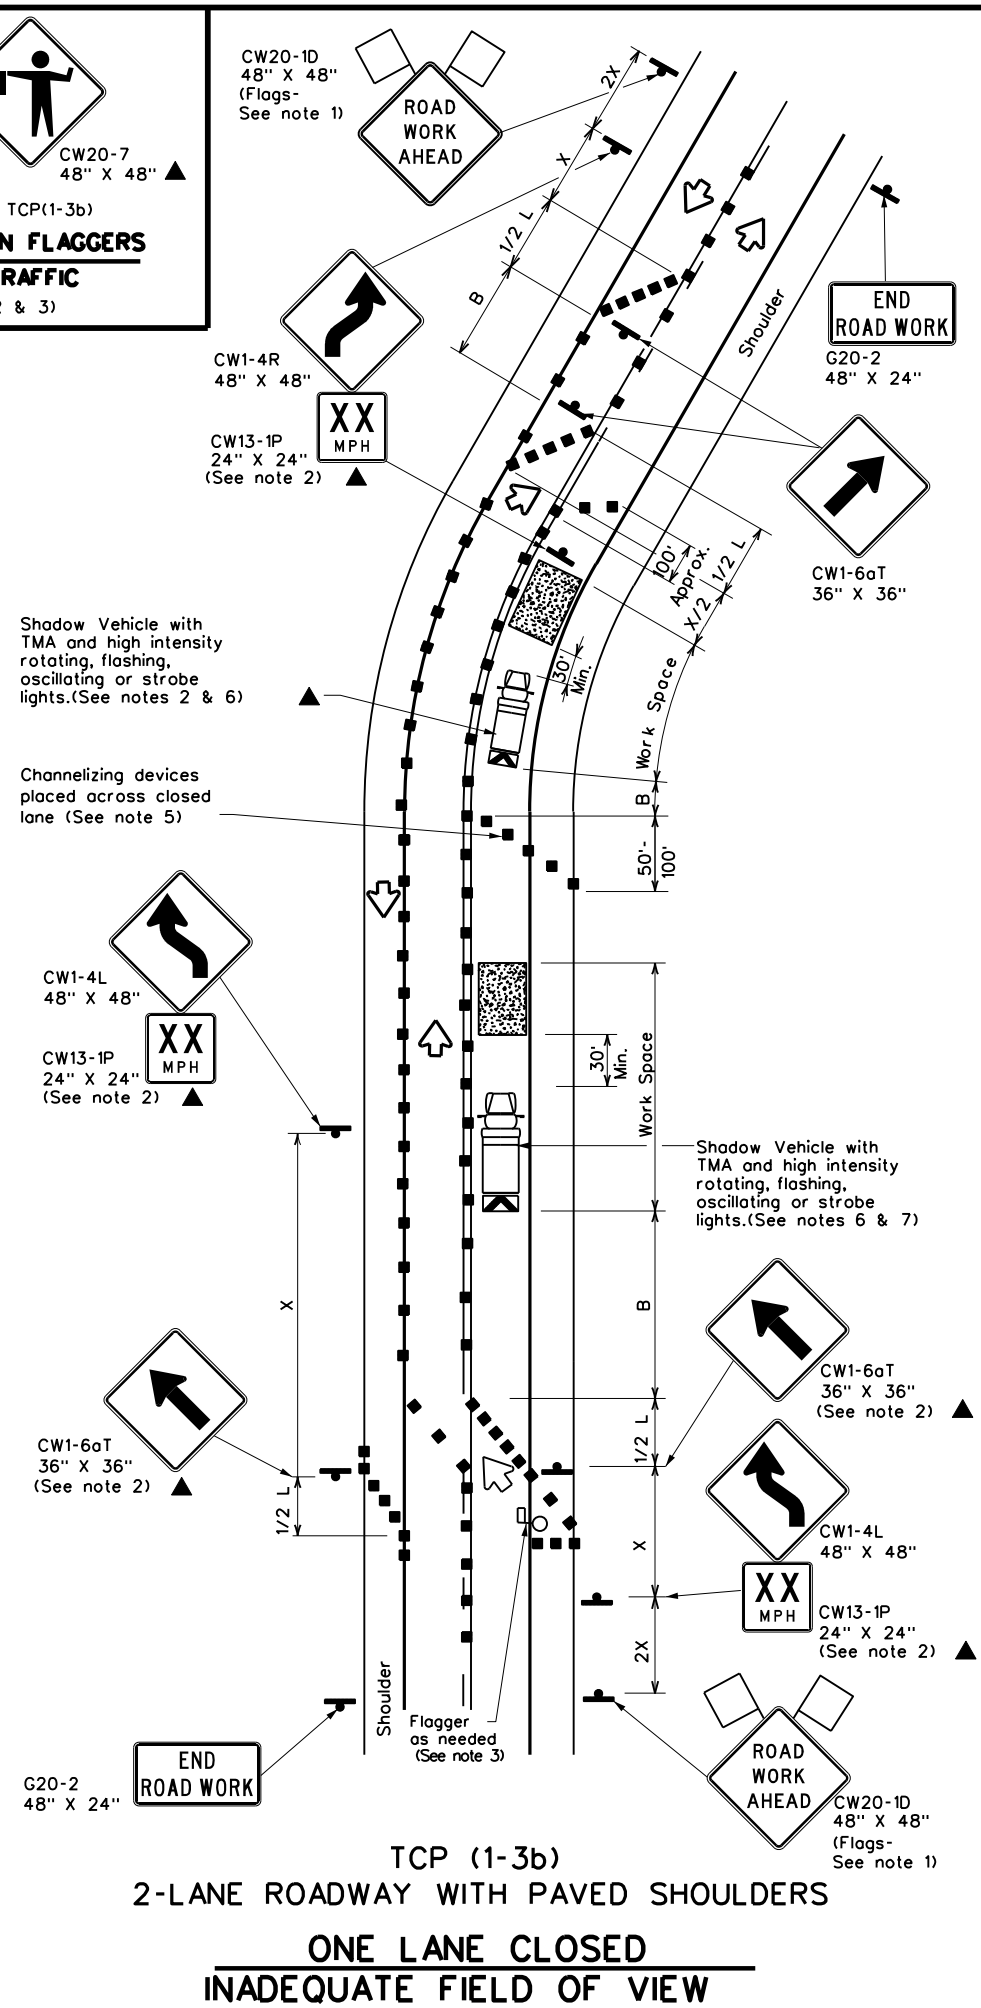 CW20-7
48" X 48"
TCP(1-3b)
N FLAGGERS
RAFFIC
& 3)
CW20-1D
48" X 48"
(Flags-
See note 1)
ROAD
WORK
AHEAD
2X
X
1/2 L
B
CW1-4R
48" X 48"
XX
MPH
CW13-1P
24" X 24"
(See note 2)
Shoulder
END
ROAD WORK
G20-2
48" X 24"
CW1-6aT
36" X 36"
100'
Approx.
1/2 L
X/2
30'
Min.
Work Space
B
50'-
100'
Shadow Vehicle with
TMA and high intensity
rotating, flashing,
oscillating or strobe
lights.(See notes 2 & 6)
Channelizing devices
placed across closed
lane (See note 5)
CW1-4L
48" X 48"
XX
MPH
CW13-1P
24" X 24"
(See note 2)
30'
Min.
Work Space
Shadow Vehicle with
TMA and high intensity
rotating, flashing,
oscillating or strobe
lights.(See notes 6 & 7)
X
B
CW1-6aT
36" X 36"
(See note 2)
1/2 L
CW1-6aT
36" X 36"
(See note 2)
1/2 L
X
CW1-4L
48" X 48"
XX
MPH
CW13-1P
24" X 24"
(See note 2)
2X
Shoulder
Flagger
as needed
(See note 3)
END
ROAD WORK
G20-2
48" X 24"
ROAD
WORK
AHEAD
CW20-1D
48" X 48"
(Flags-
See note 1)
TCP (1-3b)
2-LANE ROADWAY WITH PAVED SHOULDERS
ONE LANE CLOSED
INADEQUATE FIELD OF VIEW